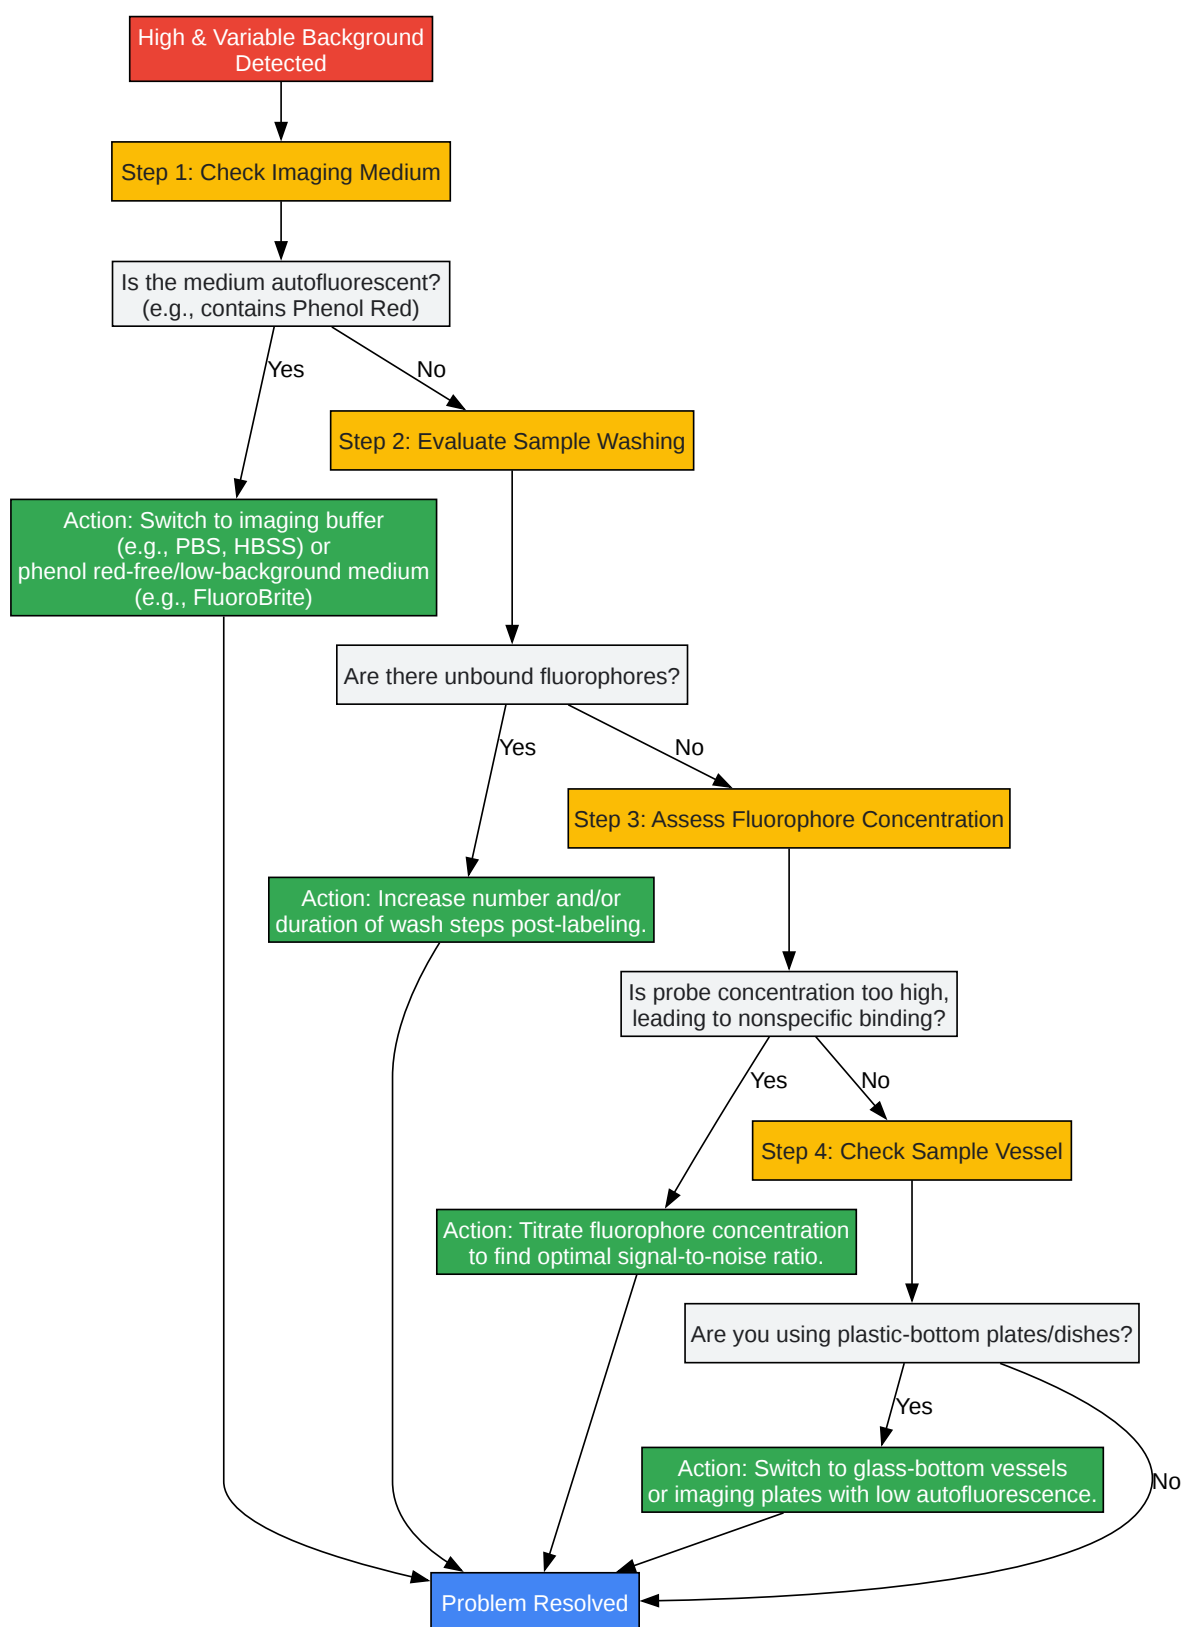 High & Variable Background
Detected
Step 1: Check Imaging Medium
Is the medium autofluorescent?
(e.g., contains Phenol Red)
Yes
No
Step 2: Evaluate Sample Washing
Action: Switch to imaging buffer
(e.g., PBS, HBSS) or
phenol red-free/low-background medium
(e.g., FluoroBrite)
Are there unbound fluorophores?
Yes
No
Step 3: Assess Fluorophore Concentration
Action: Increase number and/or
duration of wash steps post-labeling.
Is probe concentration too high,
leading to nonspecific binding?
Yes
No
Step 4: Check Sample Vessel
Action: Titrate fluorophore concentration
to find optimal signal-to-noise ratio.
Are you using plastic-bottom plates/dishes?
Yes
Action: Switch to glass-bottom vessels
or imaging plates with low autofluorescence.
No
Problem Resolved